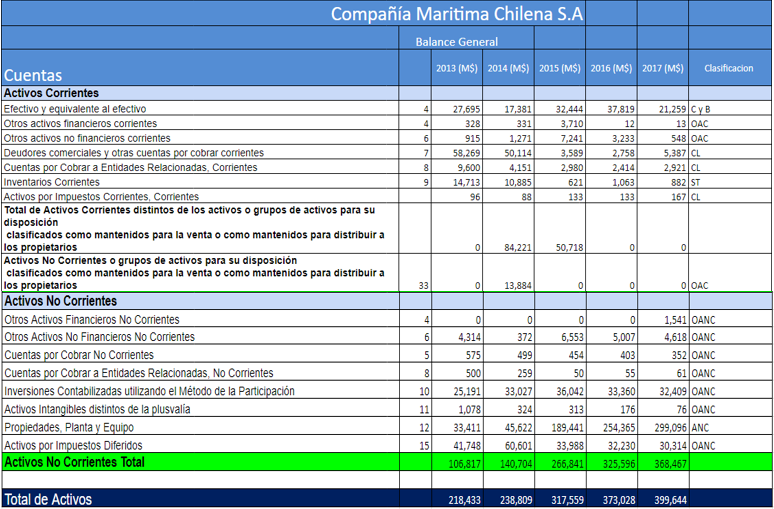 Compañía Maritima Chilena S.A
Balance General
Cuentas 2013 (M$) 2014 (M$) 2015 (M$) 2016 (M$) 2017 (M$) Clasificacion
Activos Corrientes
Efectivo y equivalente al efectivo 4 27,695 17,381 32,444 37,819 21,259 C y B
Otros activos financieros corrientes 4 328 331 3,710 12 13 OAC
Otros activos no financieros corrientes 6 915 1,271 7,241 3,233 548 OAC
Deudores comerciales y otras cuentas por cobrar corrientes 7 58,269 50,114 3,589 2,758 5,387 CL
Cuentas por Cobrar a Entidades Relacionadas, Corrientes 8 9,600 4,151 2,980 2,414 2,921 CL
Inventarios Corrientes 9 14,713 10,885 621 1,063 882 ST
Activos por Impuestos Corrientes, Corrientes 96 88 133 133 167 CL
Total de Activos Corrientes distintos de los activos o grupos de activos para su
disposición
clasificados como mantenidos para la venta o como mantenidos para distribuir a
los propietarios 0 84,221 50,718 0 0
Activos No Corrientes o grupos de activos para su disposición
clasificados como mantenidos para la venta o como mantenidos para distribuir a
los propietarios 33 0 13,884 0 0 0 OAC
Activos No Corrientes
Otros Activos Financieros No Corrientes 4 0 0 0 0 1,541 OANC
Otros Activos No Financieros No Corrientes 6 4,314 372 6,553 5,007 4,618 OANC
Cuentas por Cobrar No Corrientes 5 575 499 454 403 352 OANC
Cuentas por Cobrar a Entidades Relacionadas, No Corrientes 8 500 259 50 55 61 OANC
Inversiones Contabilizadas utilizando el Método de la Participación 10 25,191 33,027 36,042 33,360 32,409 OANC
Activos Intangibles distintos de la plusvalía 11 1,078 324 313 176 76 OANC
Propiedades, Planta y Equipo 12 33,411 45,622 189,441 254,365 299,096 ANC
Activos por Impuestos Diferidos 15 41,748 60,601 33,988 32,230 30,314 OANC
Activos No Corrientes Total 106,817 140,704 266,841 325,596 368,467
Total de Activos 218,433 238,809 317,559 373,028 399,644